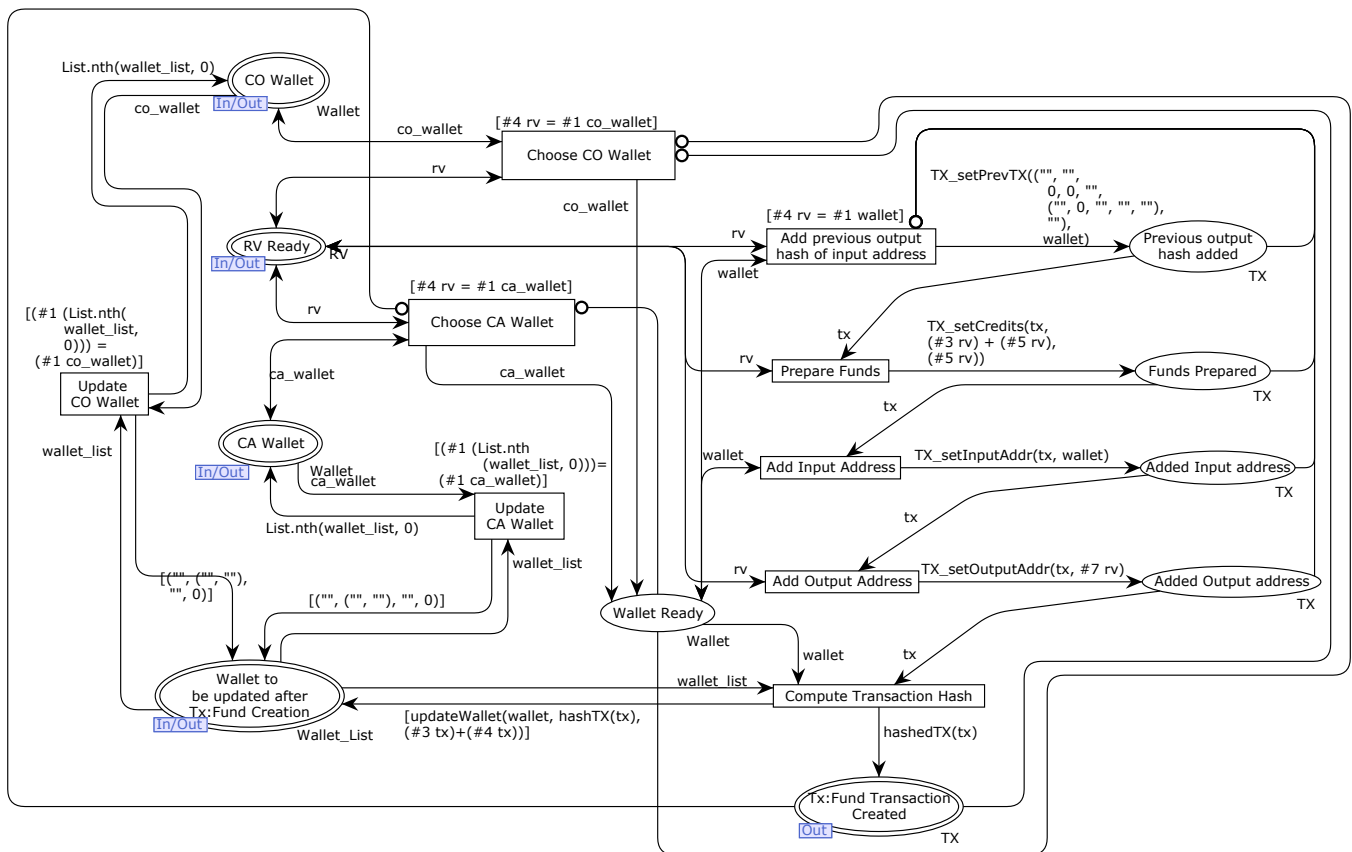 List.nth(wallet_list, 0)
CO Wallet
In/Out
co_wallet
Wallet
co_wallet
[#4 rv = #1 co_wallet]
Choose CO Wallet
rv
co_wallet
RV Ready
In/Out
RV
rv
[#4 rv = #1 ca_wallet]
Choose CA Wallet
ca_wallet
ca_wallet
[(#1 (List.nth(
wallet_list,
0))) =
(#1 co_wallet)]
Update
CO Wallet
wallet_list
CA Wallet
In/Out
Wallet
ca_wallet
[(#1 (List.nth
(wallet_list, 0)))=
(#1 ca_wallet)]
Update
CA Wallet
List.nth(wallet_list, 0)
wallet_list
[("", ("", ""),
"", 0)]
[("", ("", ""), "", 0)]
Wallet Ready
Wallet
wallet
Wallet to
be updated after
Tx:Fund Creation
In/Out
Wallet_List
wallet_list
[updateWallet(wallet, hashTX(tx),
(#3 tx)+(#4 tx))]
[#4 rv = #1 wallet]
rv
wallet
Add previous output
hash of input address
TX_setPrevTX(("", "",
0, 0, "",
("", 0, "", "", ""),
""),
wallet)
Previous output
hash added
TX
tx
rv
Prepare Funds
TX_setCredits(tx,
(#3 rv) + (#5 rv),
(#5 rv))
Funds Prepared
TX
tx
wallet
Add Input Address
TX_setInputAddr(tx, wallet)
Added Input address
TX
tx
rv
Add Output Address
TX_setOutputAddr(tx, #7 rv)
Added Output address
TX
tx
Compute Transaction Hash
hashedTX(tx)
Tx:Fund Transaction
Created
Out
TX